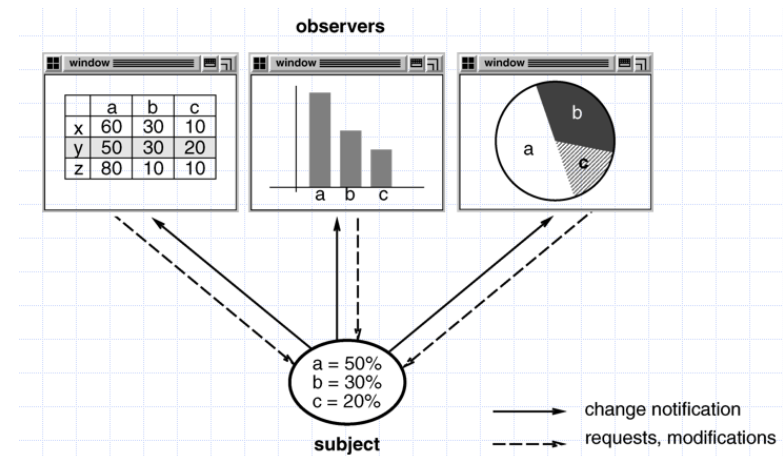 observers
window
window
window
a b c
x 60 30 10
y 50 30 20
z 80 10 10
a b c
a
b
c
a = 50%
b = 30%
c = 20%
subject
change notification
requests, modifications